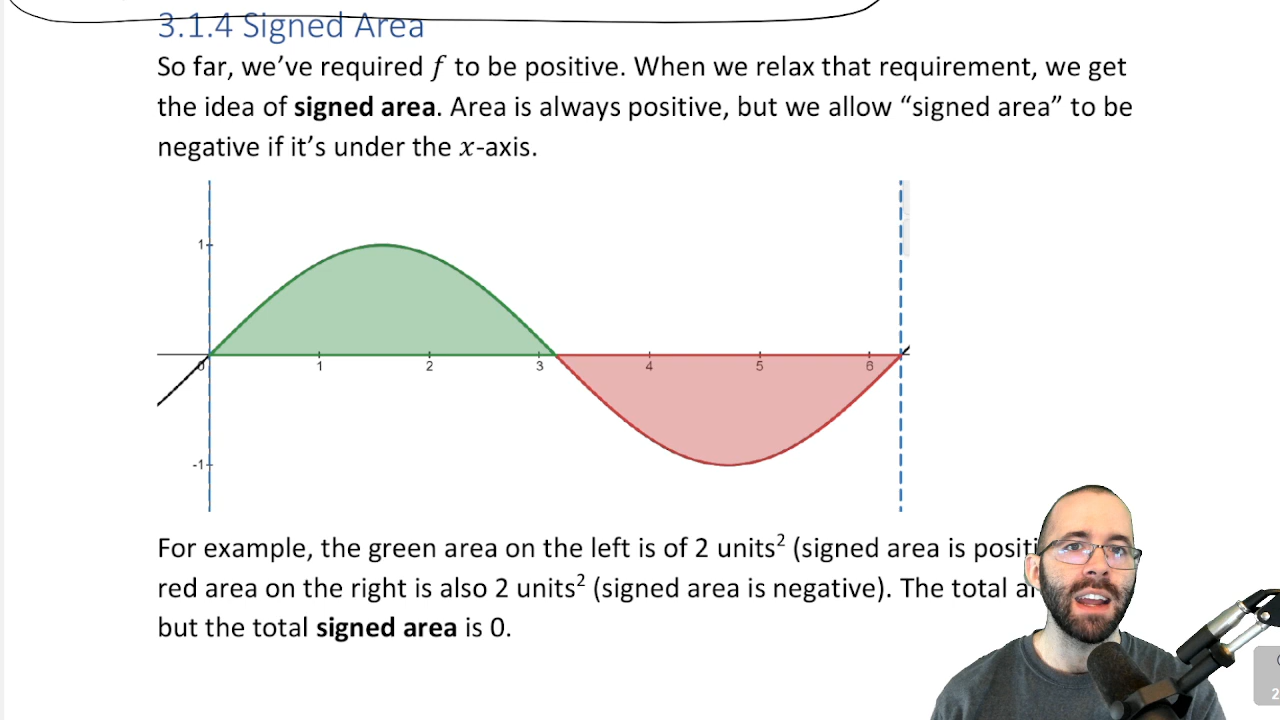 3.1.4 Signed Area
So far, we've required f to be positive. When we relax that requirement, we get
the idea of signed area. Area is always positive, but we allow “signed area” to be
negative if it's under the x-axis.
1
0 1 2 3 4 5 6
-1
For example, the green area on the left is of 2 units² (signed area is positi
red area on the right is also 2 units² (signed area is negative). The total
but the total signed area is 0.
2